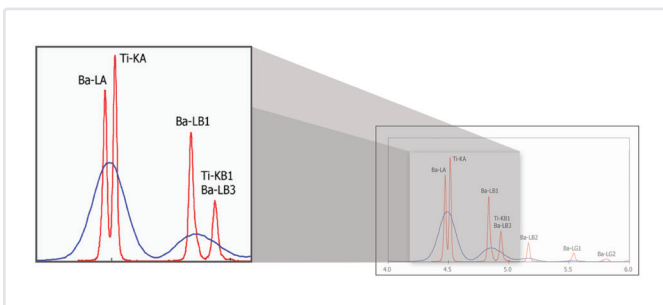 Ti-KA
Ba-LA
Ba-LB1
Ti-KB1
Ba-LB3
Ti-KA
Ba-LA
Ba-LB1
Ti-KB1
Ba-LB3
Ba-LB2
Ba-LG1
Ba-LG2
4.0 4.5 5.0 5.5 6.0